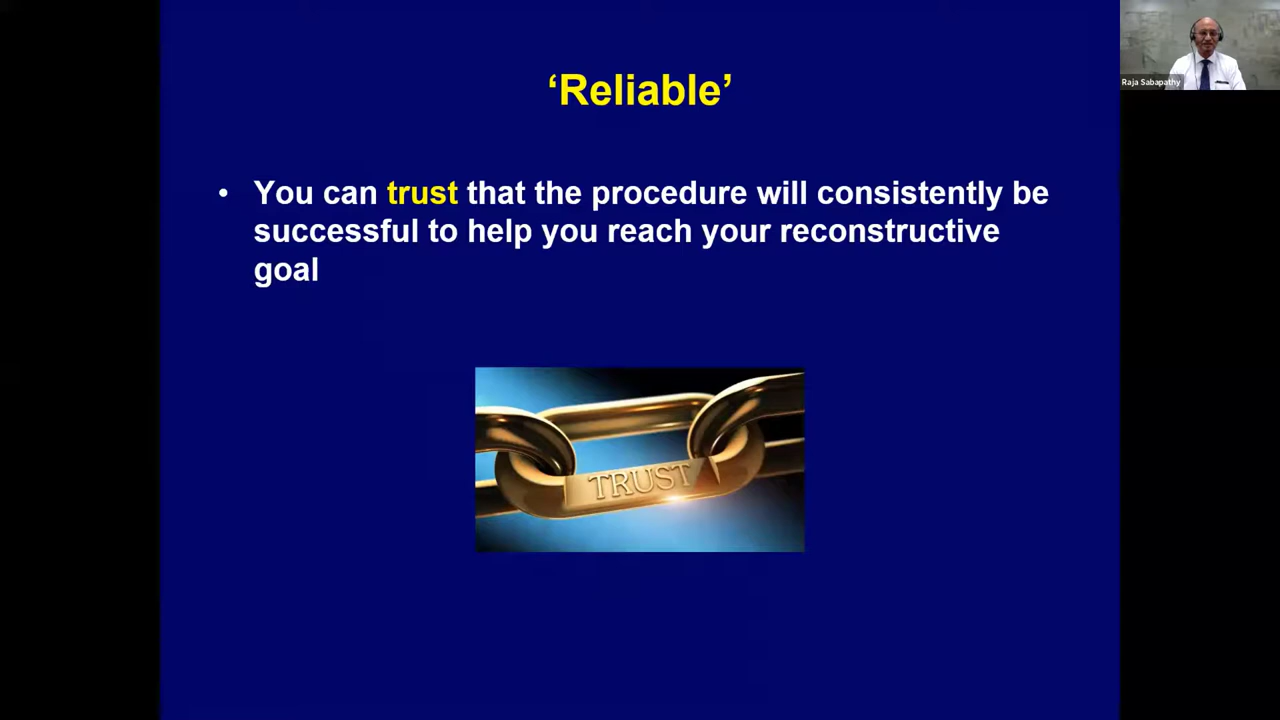 ‘Reliable’
• You can trust that the procedure will consistently be
successful to help you reach your reconstructive
goal
TRUST
Raja Sabapathy